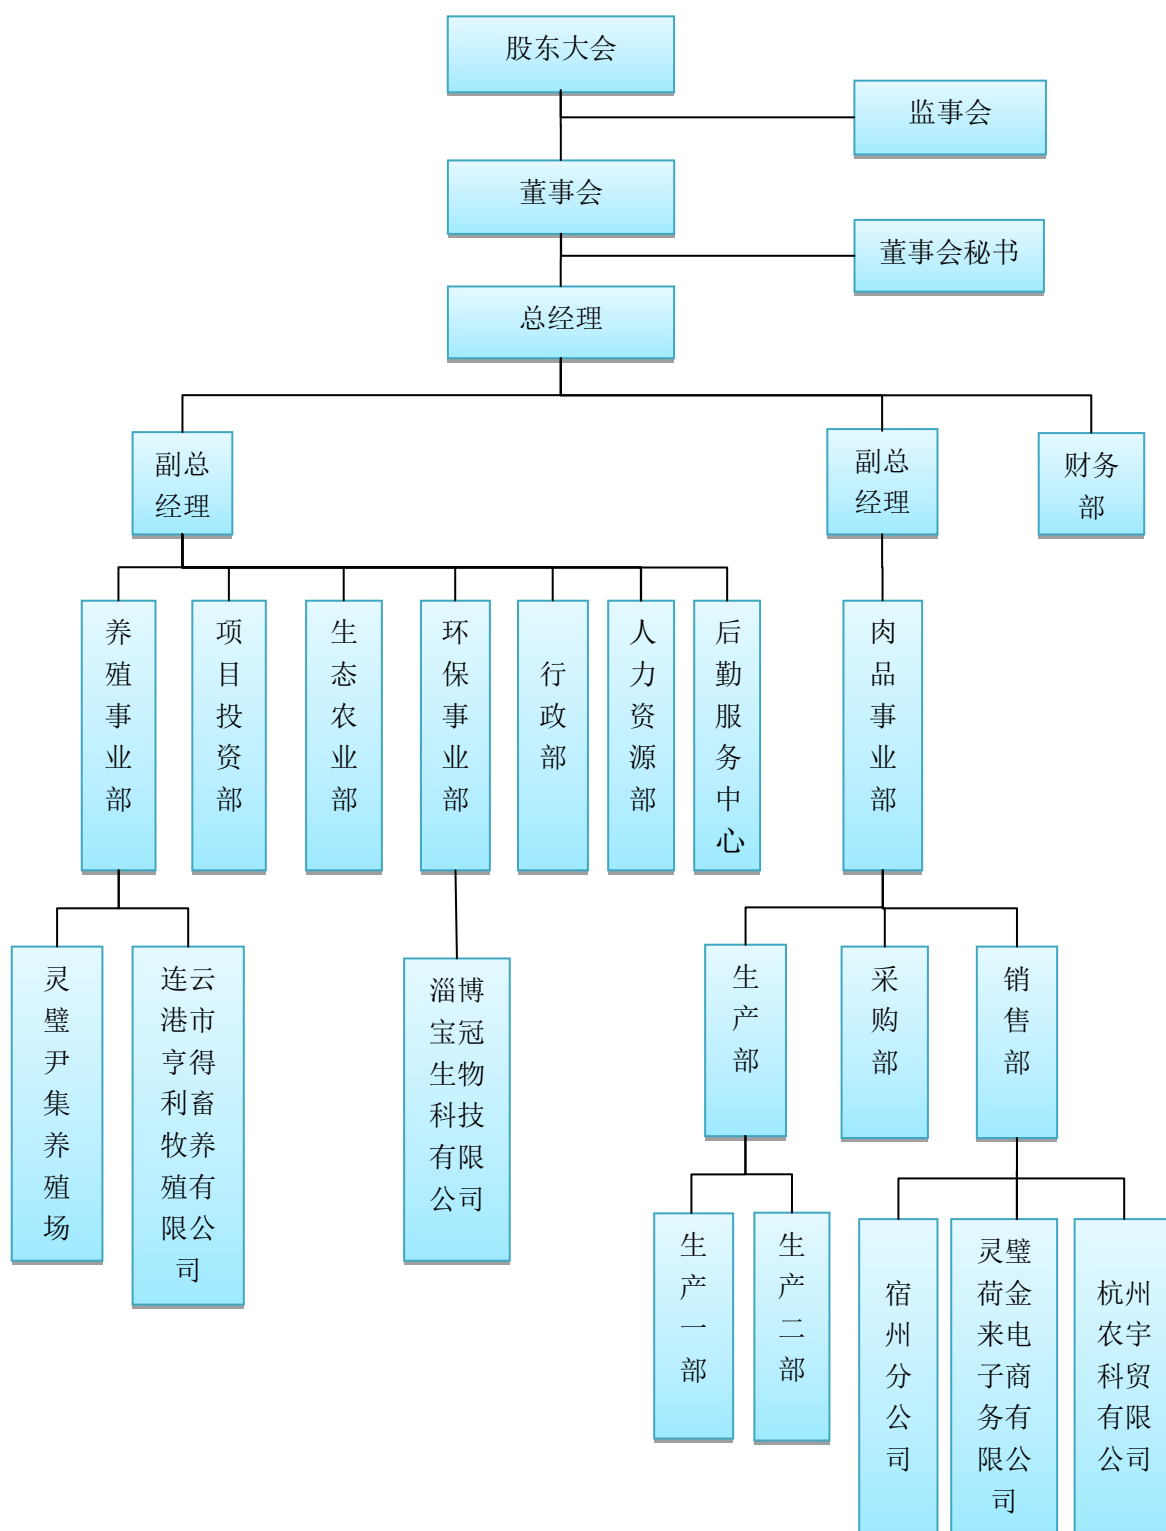 股东大会
监事会
董事会
董事会秘书
总经理
副总
经理
副总
经理
财务
部
养殖事业部
项目投资部
生态农业部
环保事业部
行政部
人力资源部
后勤服务中心
肉品事业部
灵璧尹集养殖场
连云
港市
亨得
利畜
牧养
殖有
限公
司
淄博
宝冠
生物
科技
有限
公司
生产部
采购部
销售部
生产一部
生产二部
宿州分公司
灵璧
荷金
来电
子商
务有
限公
司
杭州
农宇
科贸
有限
公司